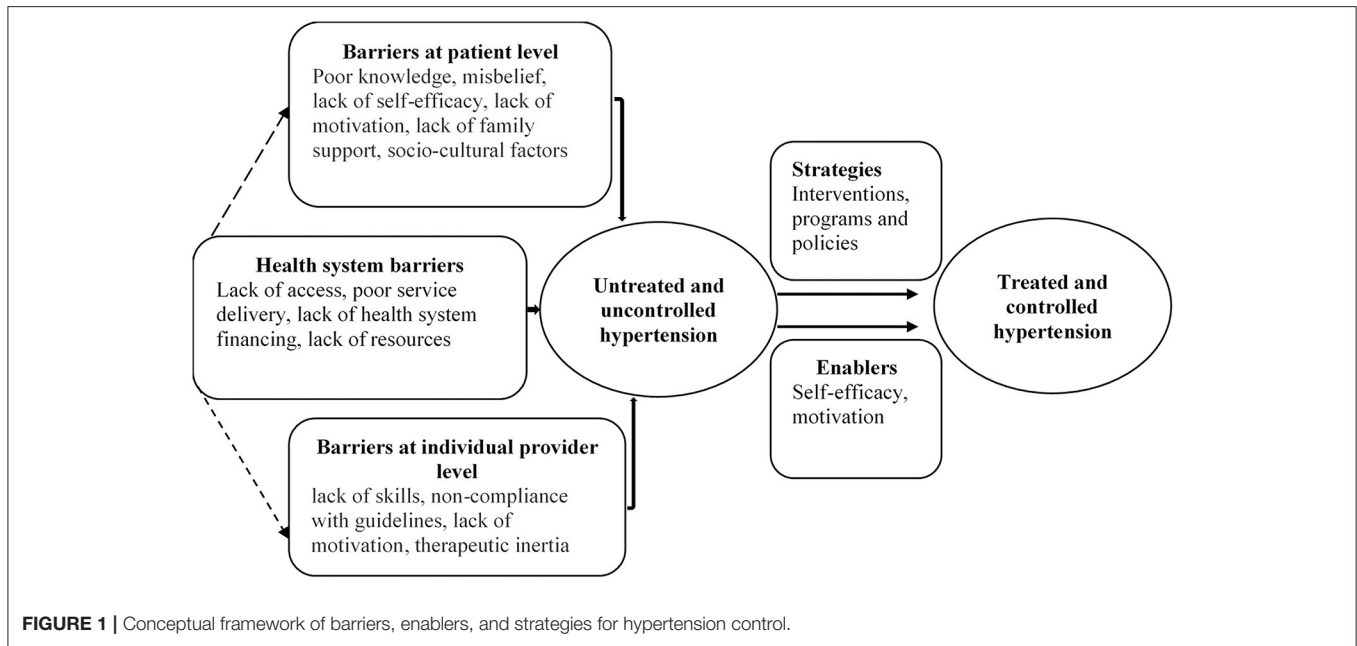 Barriers at patient level
Poor knowledge, misbelief,
lack of self-efficacy, lack of
motivation, lack of family
support, socio-cultural factors
Health system barriers
Lack of access, poor service
delivery, lack of health system
financing, lack of resources
Barriers at individual provider
level
lack of skills, non-compliance
with guidelines, lack of
motivation, therapeutic inertia
Untreated and
uncontrolled
hypertension
Strategies
Interventions,
programs and
policies
Enablers
Self-efficacy,
motivation
Treated and
controlled
hypertension
FIGURE 1 | Conceptual framework of barriers, enablers, and strategies for hypertension control.